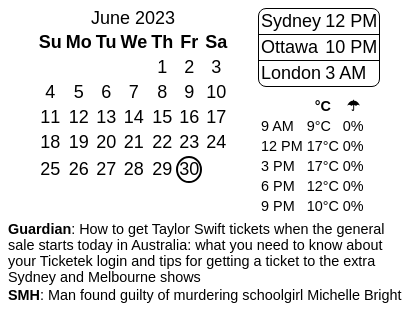 June 2023
Su Mo Tu We Th Fr Sa
1 2 3
4 5 6 7 8 9 10
11 12 13 14 15 16 17
18 19 20 21 22 23 24
25 26 27 28 29 30
Sydney 12 PM
Ottawa 10 PM
London 3 AM
°C ☂
9 AM 9°C 0%
12 PM 17°C 0%
3 PM 17°C 0%
6 PM 12°C 0%
9 PM 10°C 0%
Guardian: How to get Taylor Swift tickets when the general
sale starts today in Australia: what you need to know about
your Ticketek login and tips for getting a ticket to the extra
Sydney and Melbourne shows
SMH: Man found guilty of murdering schoolgirl Michelle Bright